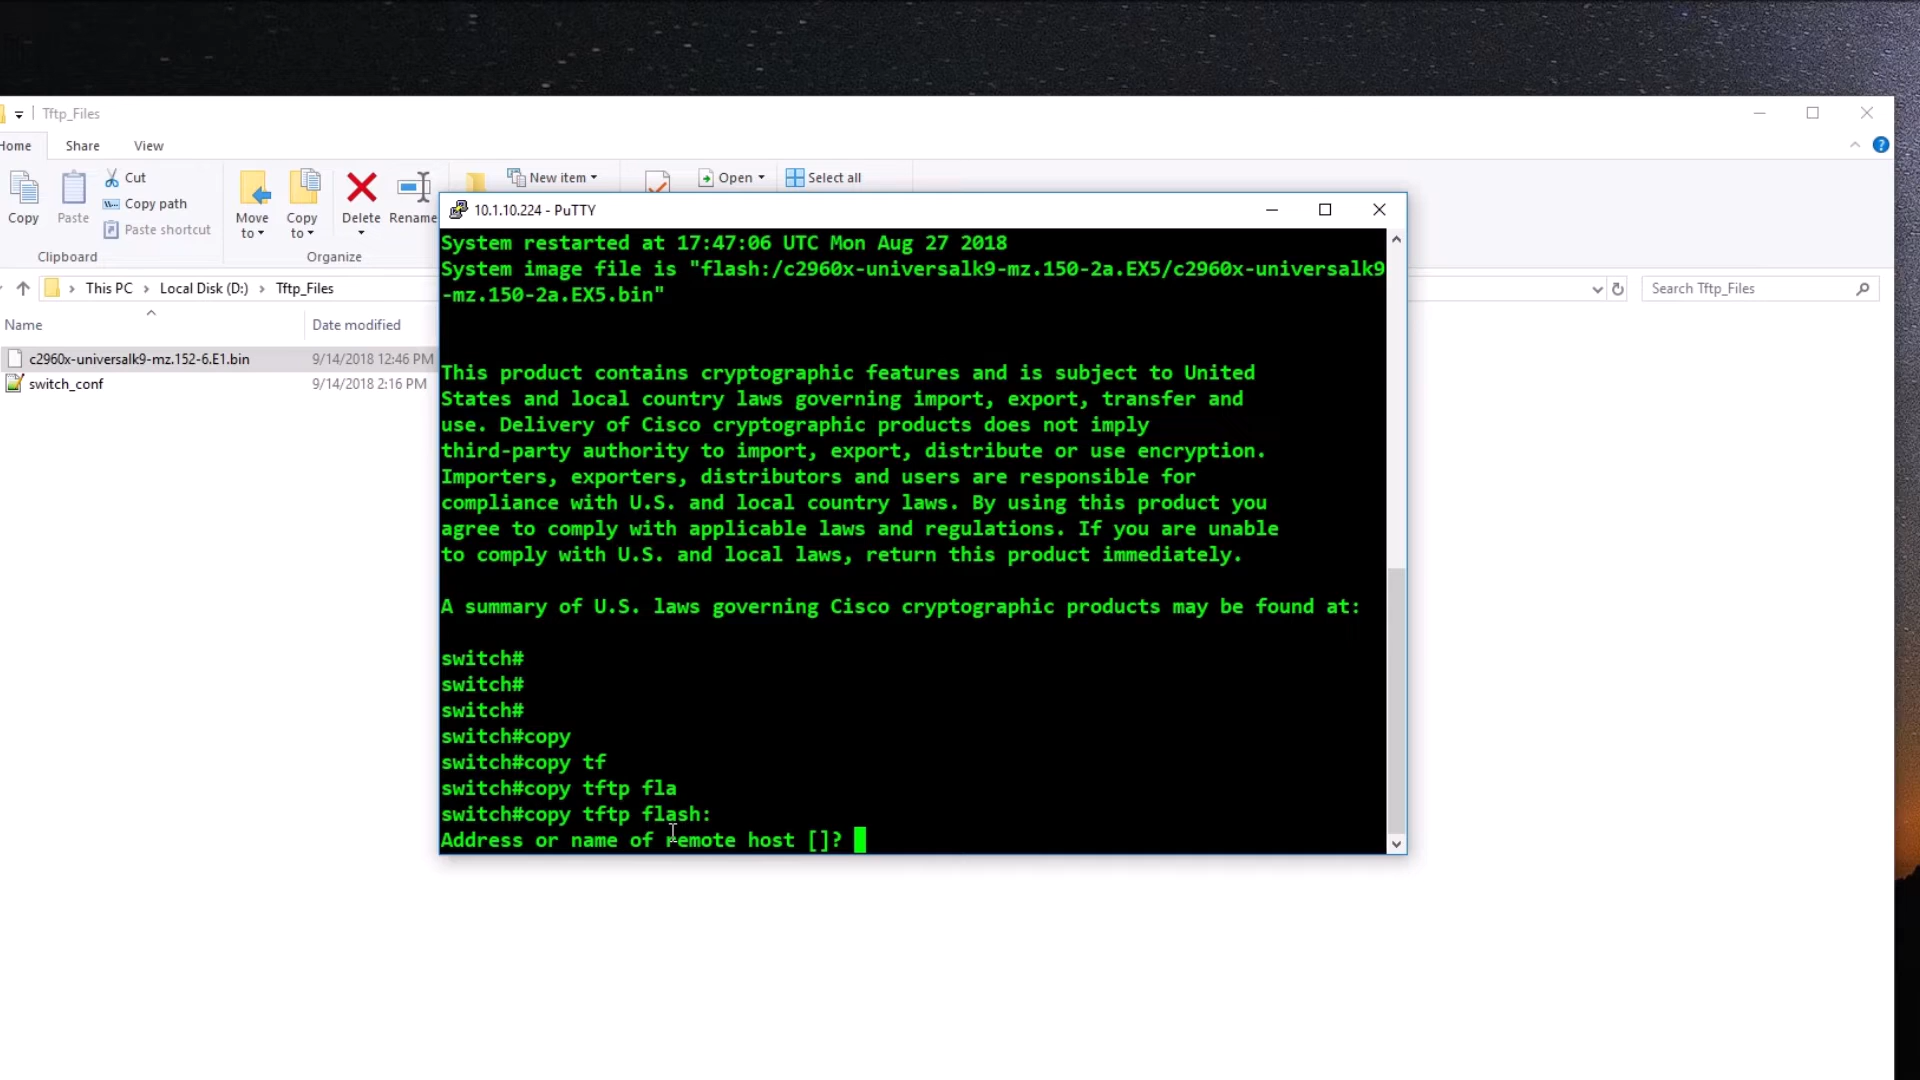 Tftp_Files
Home Share View
Cut
Copy path
Paste shortcut
Copy Paste
Clipboard
Move to
Copy to
Delete
Rename
Organize
New item
Open
Select all
This PC > Local Disk (D:) > Tftp_Files
Search Tftp_Files
Name Date modified
c2960x-universalk9-mz.152-6.E1.bin 9/14/2018 12:46 PM
switch_conf 9/14/2018 2:16 PM
10.1.10.224 - PuTTY
System restarted at 17:47:06 UTC Mon Aug 27 2018
System image file is "flash:/c2960x-universalk9-mz.150-2a.EX5/c2960x-universalk9
-mz.150-2a.EX5.bin"
This product contains cryptographic features and is subject to United
States and local country laws governing import, export, transfer and
use. Delivery of Cisco cryptographic products does not imply
third-party authority to import, export, distribute or use encryption.
Importers, exporters, distributors and users are responsible for
compliance with U.S. and local country laws. By using this product you
agree to comply with applicable laws and regulations. If you are unable
to comply with U.S. and local laws, return this product immediately.
A summary of U.S. laws governing Cisco cryptographic products may be found at:
switch#
switch#
switch#
switch#copy
switch#copy tf
switch#copy tftp fla
switch#copy tftp flash:
Address or name of remote host []?